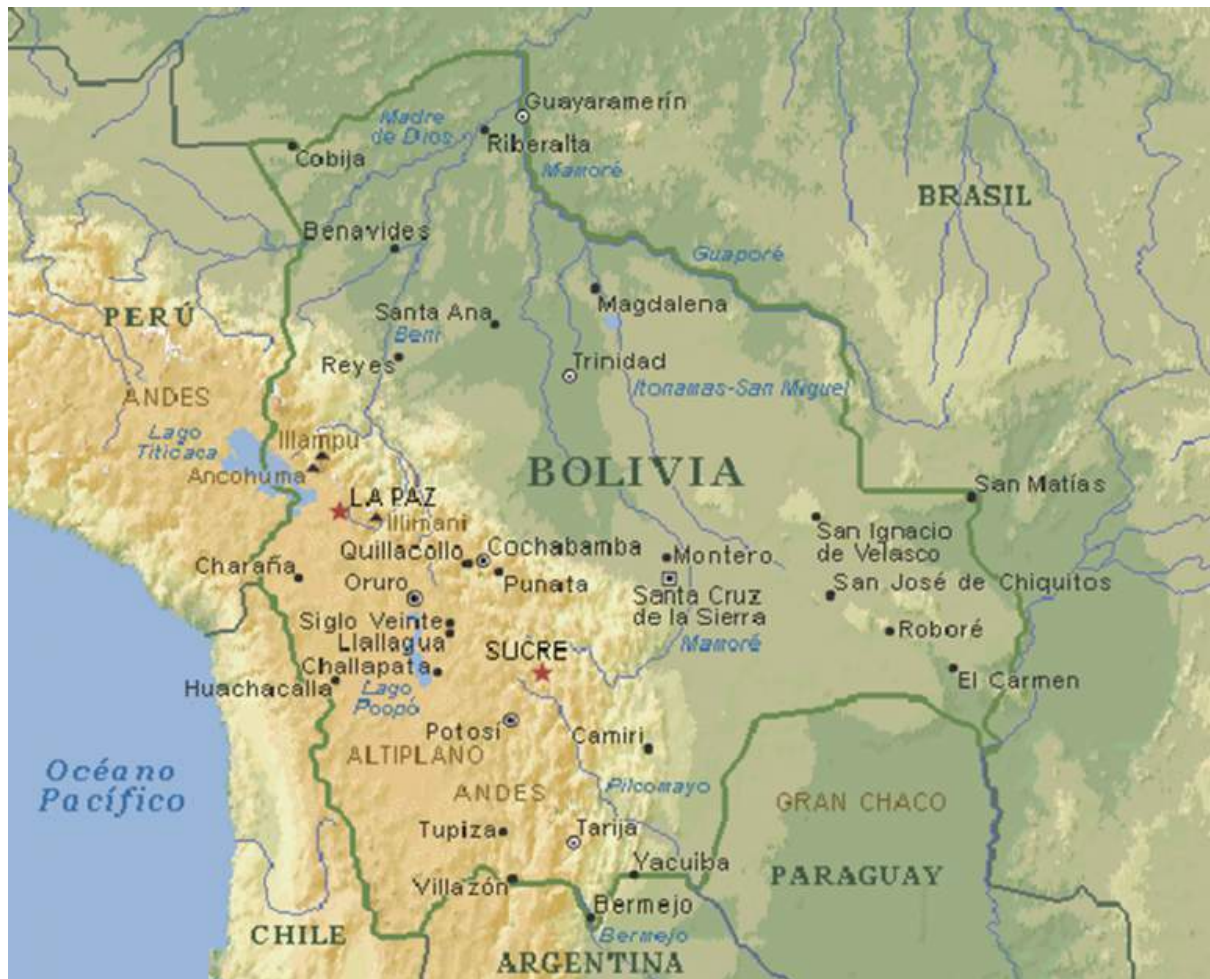 Guayaramerín
Madre
de Dios
Riberalta
Cobija
Mamoré
BRASIL
Benavides
Guaporé
Magdalena
Santa Ana
PERÚ
Beni
Reyes
Trinidad
Itonamas-San Miguel
ANDES
Lago
Titicaca
Illampu
Ancohuma
BOLIVIA
San Matías
LA PAZ
Illimani
San Ignacio
de Velasco
Quillacollo
Cochabamba
Montero
Charaña
Oruro
Punata
San José de Chiquitos
Santa Cruz
de la Sierra
Siglo Veinte
Llallagua
Roboré
SUCRE
Mamoré
Challapata
El Carmen
Huachacalla
Lago
Poopó
Potosí
Camiri
ALTIPLANO
Océano
Pacífico
Pilcomayo
ANDES
GRAN CHACO
Tupiza
Tarija
Yacuiba
PARAGUAY
Villazón
Bermejo
CHILE
Bermejo
ARGENTINA